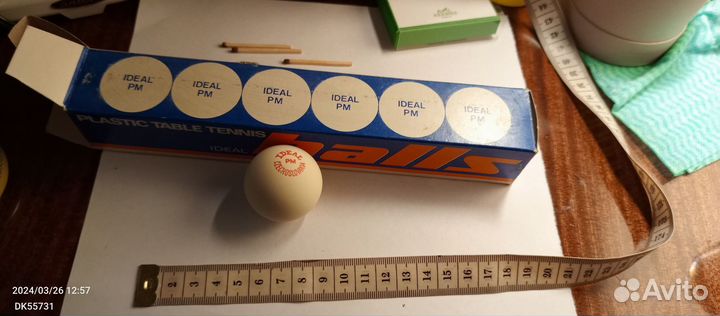 IDEAL
PM
IDEAL
PM
IDEAL
PM
IDEAL
PM
IDEAL
PM
IDEAL
PM
PLASTIC TABLE TENNIS
IDEAL balls
IDEAL
PM
CZECHOSLOVAKIA
2 3 4 5 6 7 8 9 10 11 12 13 14 15 16 17 18 19 20 21
2024/03/26 12:57
DK55731
Avito